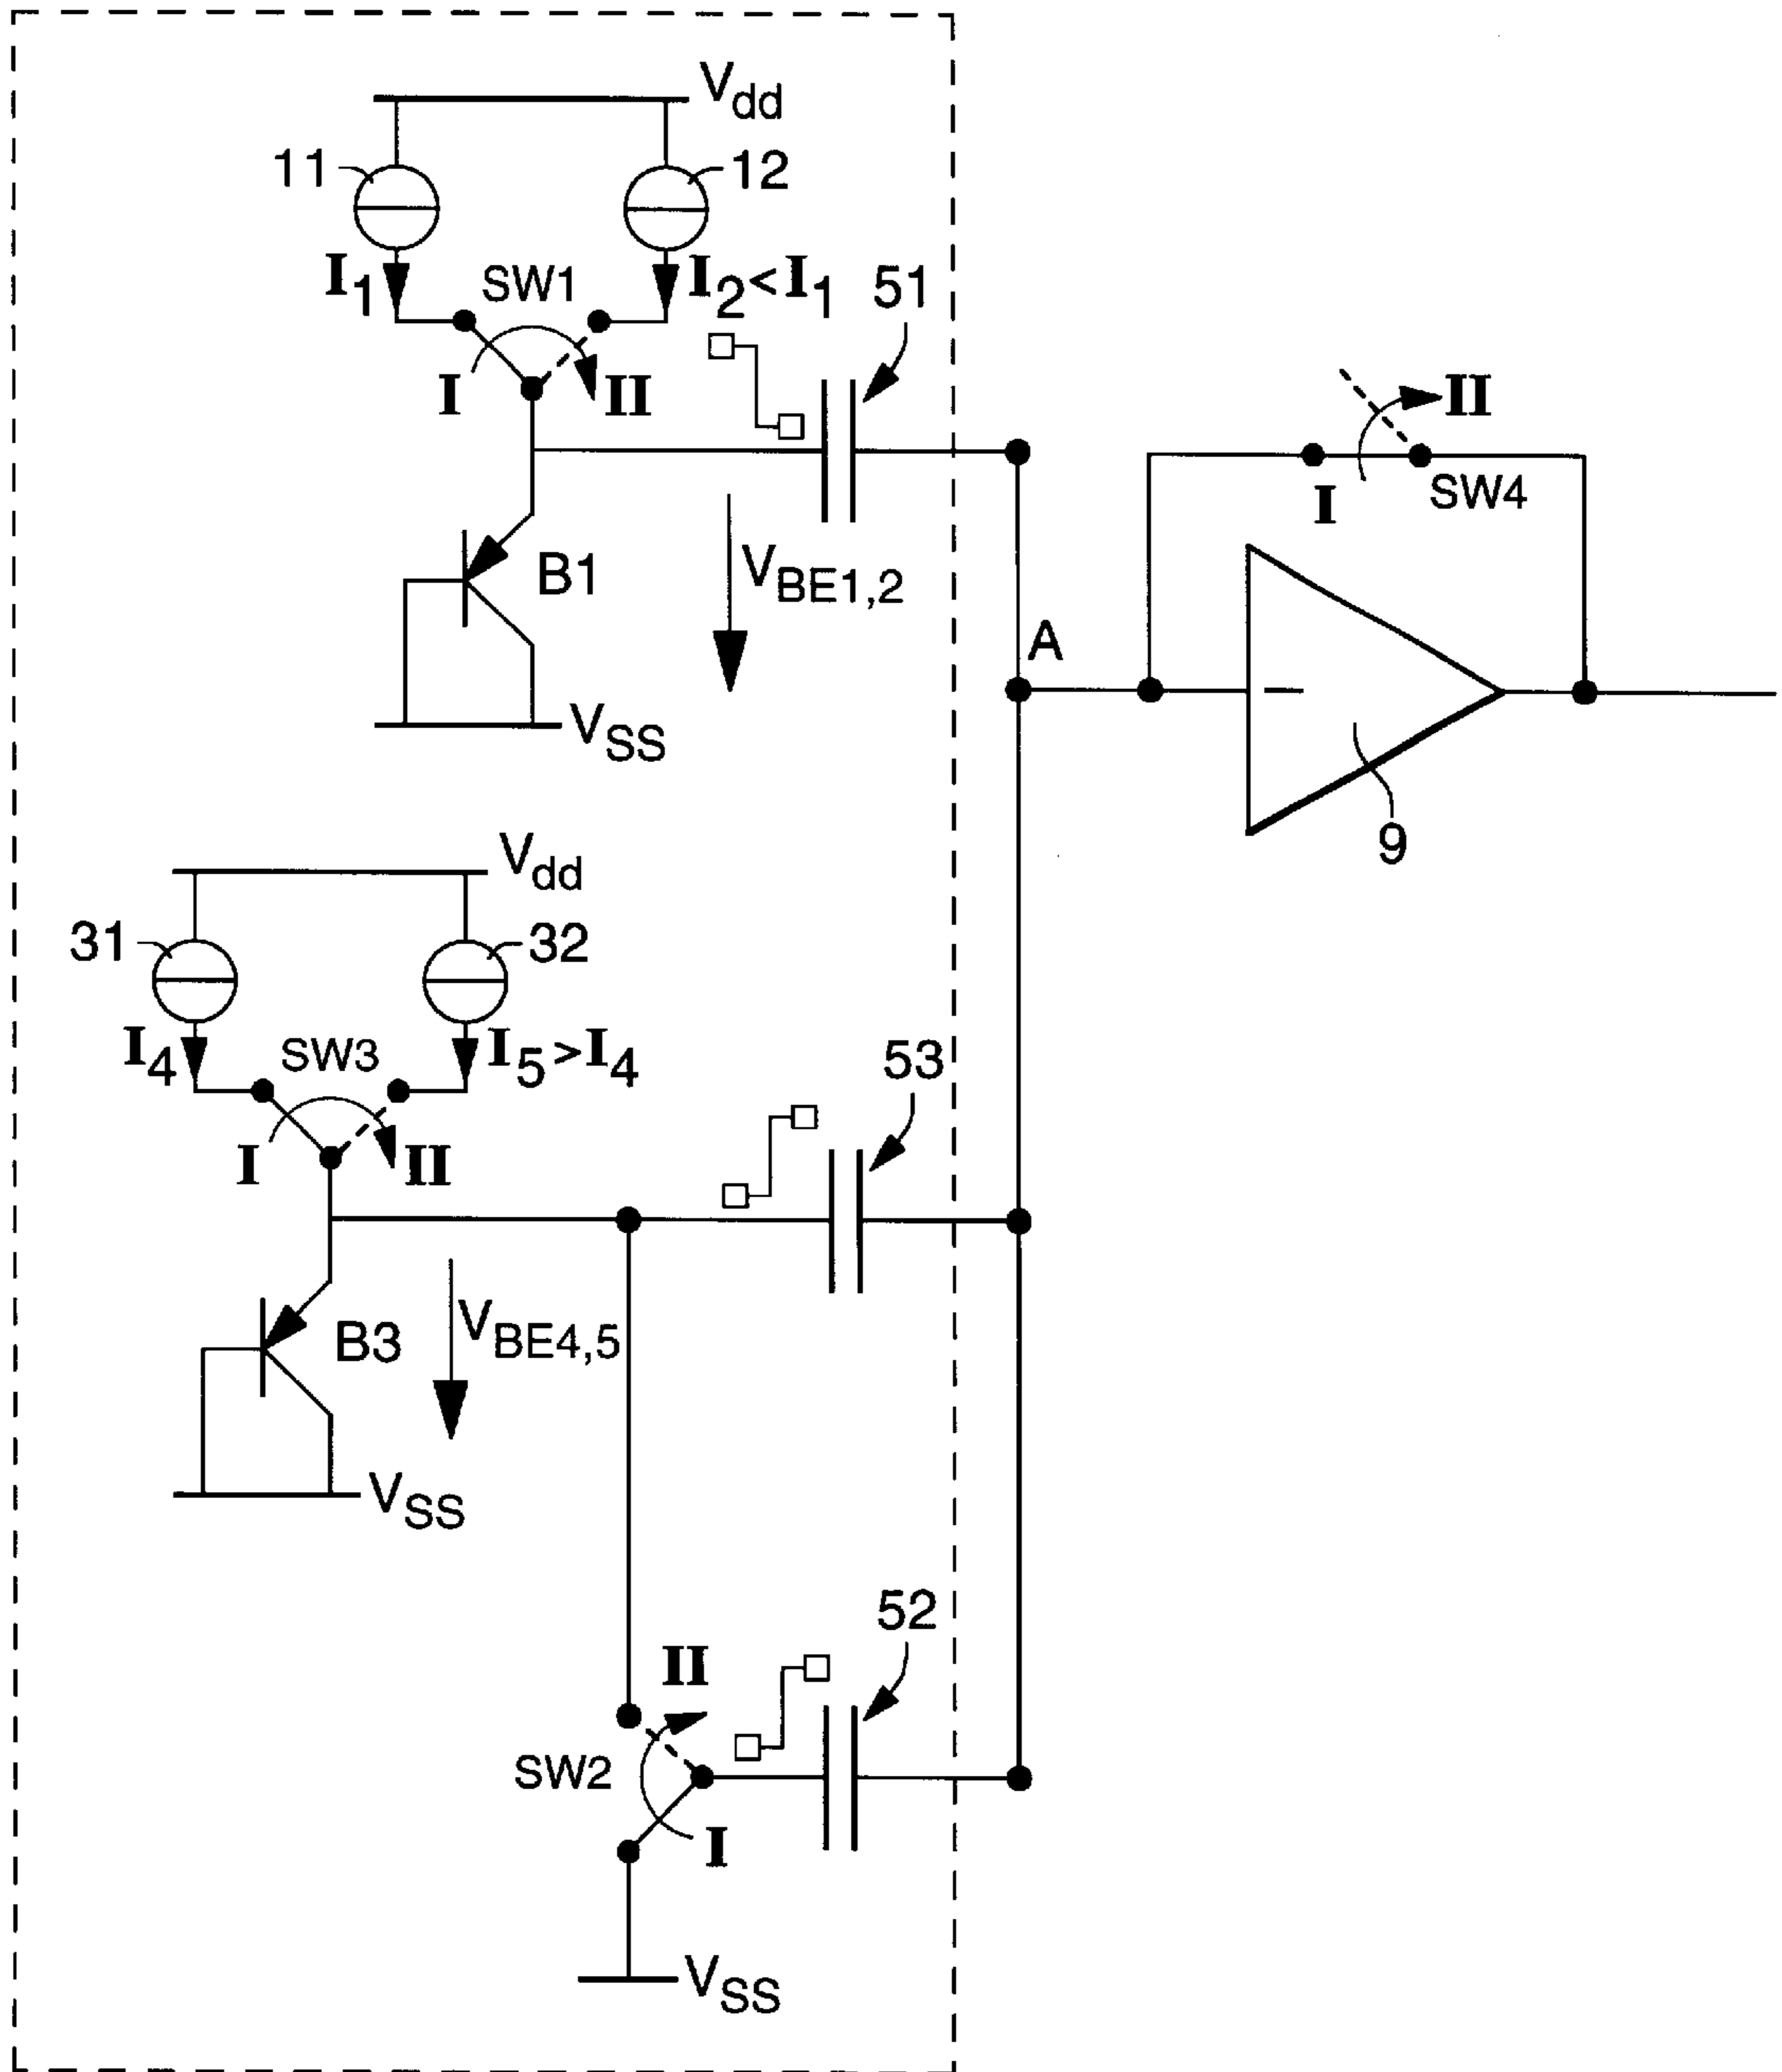 Vdd
11
12
I1
SW1
I2<I1
51
I
II
II
I
SW4
B1
VBE1,2
A
VSS
−
9
Vdd
31
32
I4
SW3
I5>I4
53
I
II
B3
VBE4,5
VSS
52
II
SW2
I
VSS